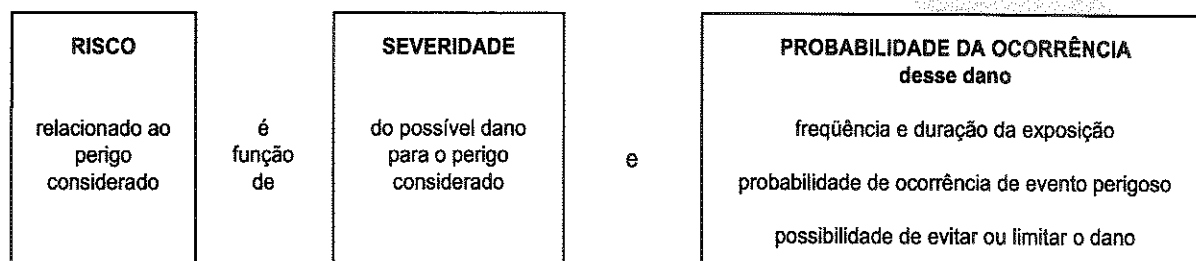 RISCO
relacionado ao
perigo
considerado
é
função
de
SEVERIDADE
do possível dano
para o perigo
considerado
e
PROBABILIDADE DA OCORRÊNCIA
desse dano
freqüência e duração da exposição
probabilidade de ocorrência de evento perigoso
possibilidade de evitar ou limitar o dano